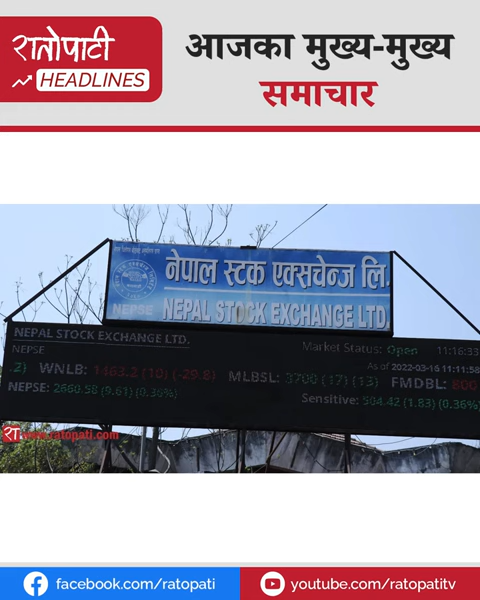 रातोपाटी
HEADLINES
आजका मुख्य-मुख्य
समाचार
नेपाल स्टक एक्सचेन्ज लि.
NEPSE
NEPAL STOCK EXCHANGE LTD.
NEPAL STOCK EXCHANGE LTD.
Market Status: Open 11:16:33
NEPSE
As of 2022-03-16 11:11:58
.2) WNLB: 1463.2 (10) (-29.8) MLBSL: 3700 (17) (13) FMDBL: 800
NEPSE: 2660.58 (9.61) (0.36%)
Sensitive: 504.42 (1.83) (0.36%)
रा www.ratopati.com
facebook.com/ratopati
youtube.com/ratopatitv